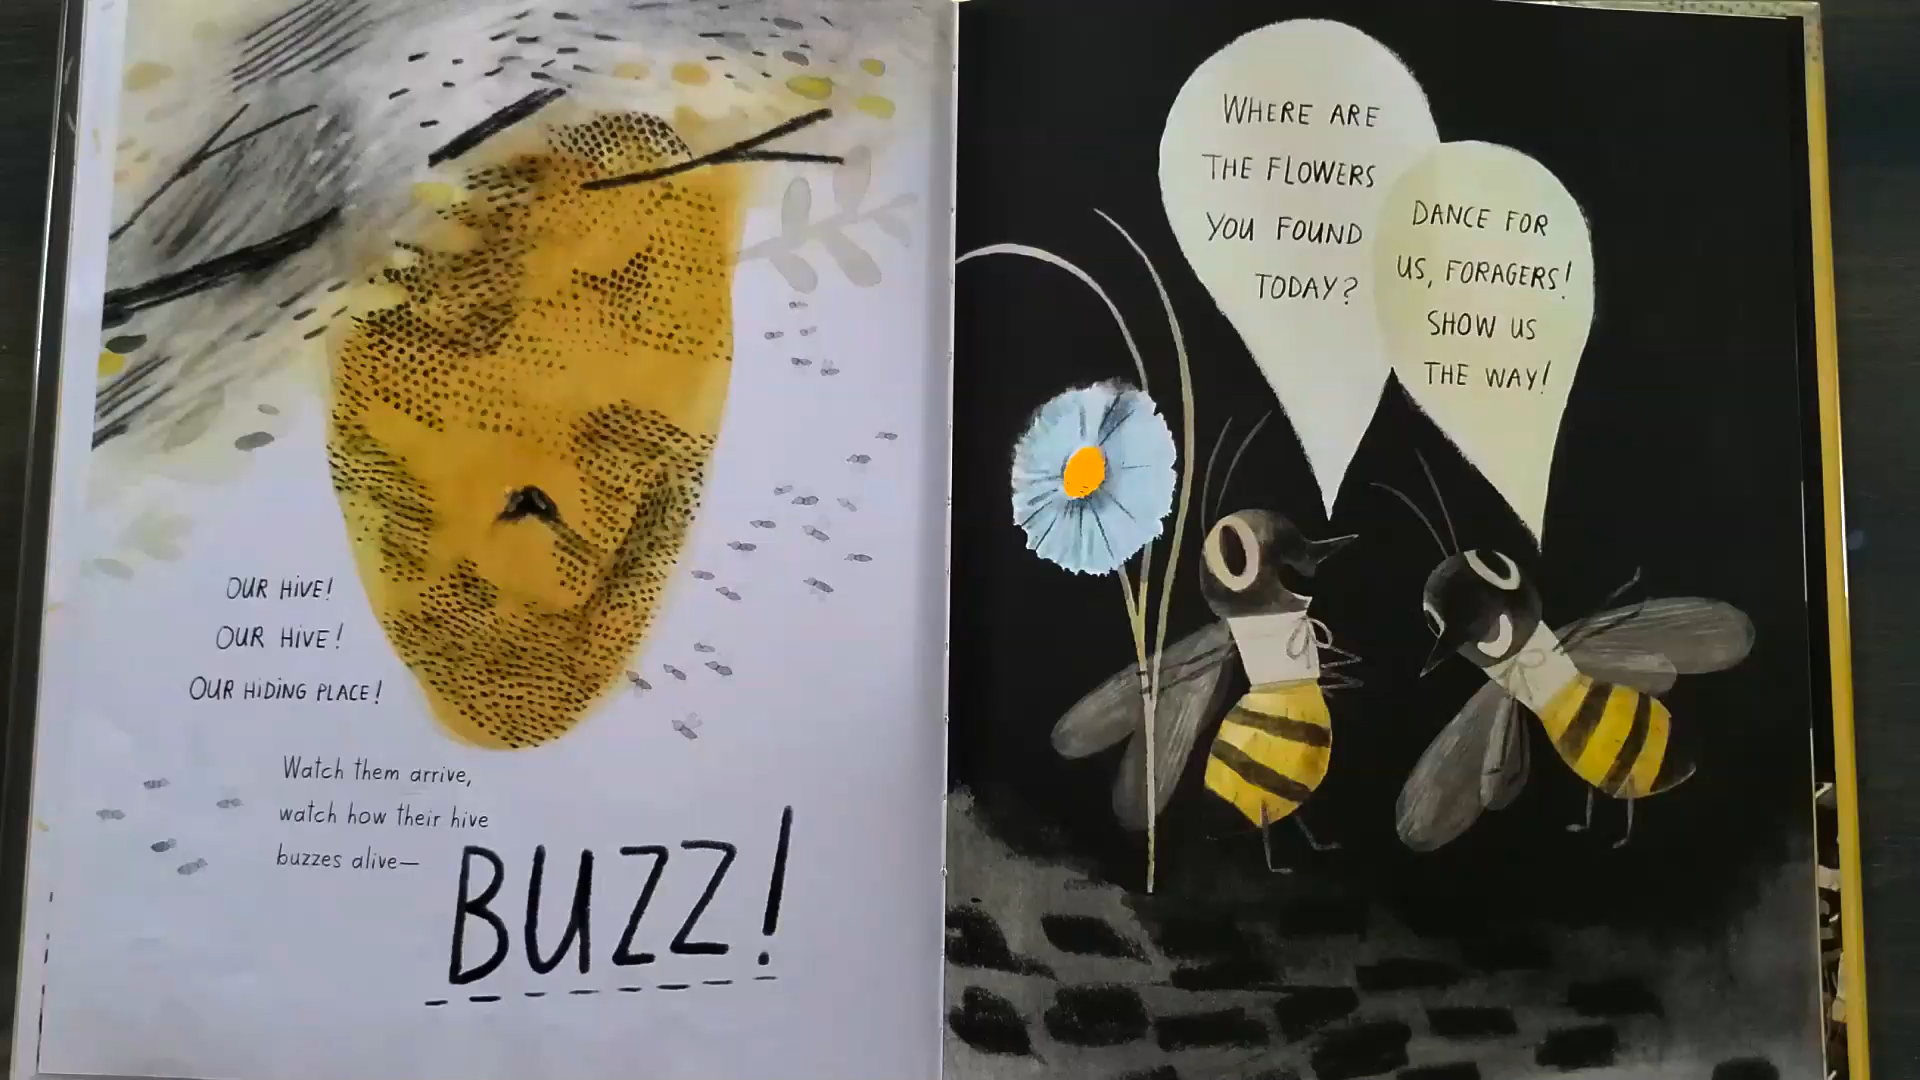 OUR HIVE!
OUR HIVE!
OUR HIDING PLACE!
Watch them arrive,
watch how their hive
buzzes alive—
BUZZ!
WHERE ARE
THE FLOWERS
YOU FOUND
TODAY?
DANCE FOR
US, FORAGERS!
SHOW US
THE WAY!